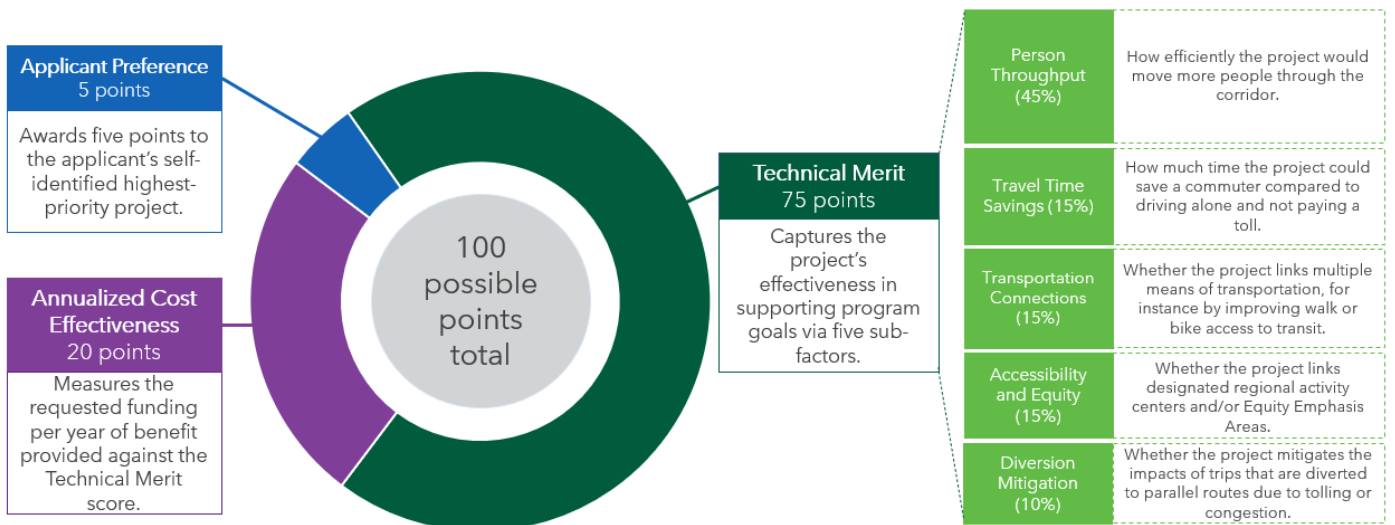 Applicant Preference
5 points
Awards five points to
the applicant's self-
identified highest-
priority project.
Annualized Cost
Effectiveness
20 points
Measures the
requested funding
per year of benefit
provided against the
Technical Merit
score.
100
possible
points
total
Technical Merit
75 points
Captures the
project's
effectiveness in
supporting program
goals via five sub-
factors.
Person
Throughput
(45%)
How efficiently the project would
move more people through the
corridor.
Travel Time
Savings (15%)
How much time the project could
save a commuter compared to
driving alone and not paying a
toll.
Transportation
Connections
(15%)
Whether the project links multiple
means of transportation, for
instance by improving walk or
bike access to transit.
Accessibility
and Equity
(15%)
Whether the project links
designated regional activity
centers and/or Equity Emphasis
Areas.
Diversion
Mitigation
(10%)
Whether the project mitigates the
impacts of trips that are diverted
to parallel routes due to tolling or
congestion.